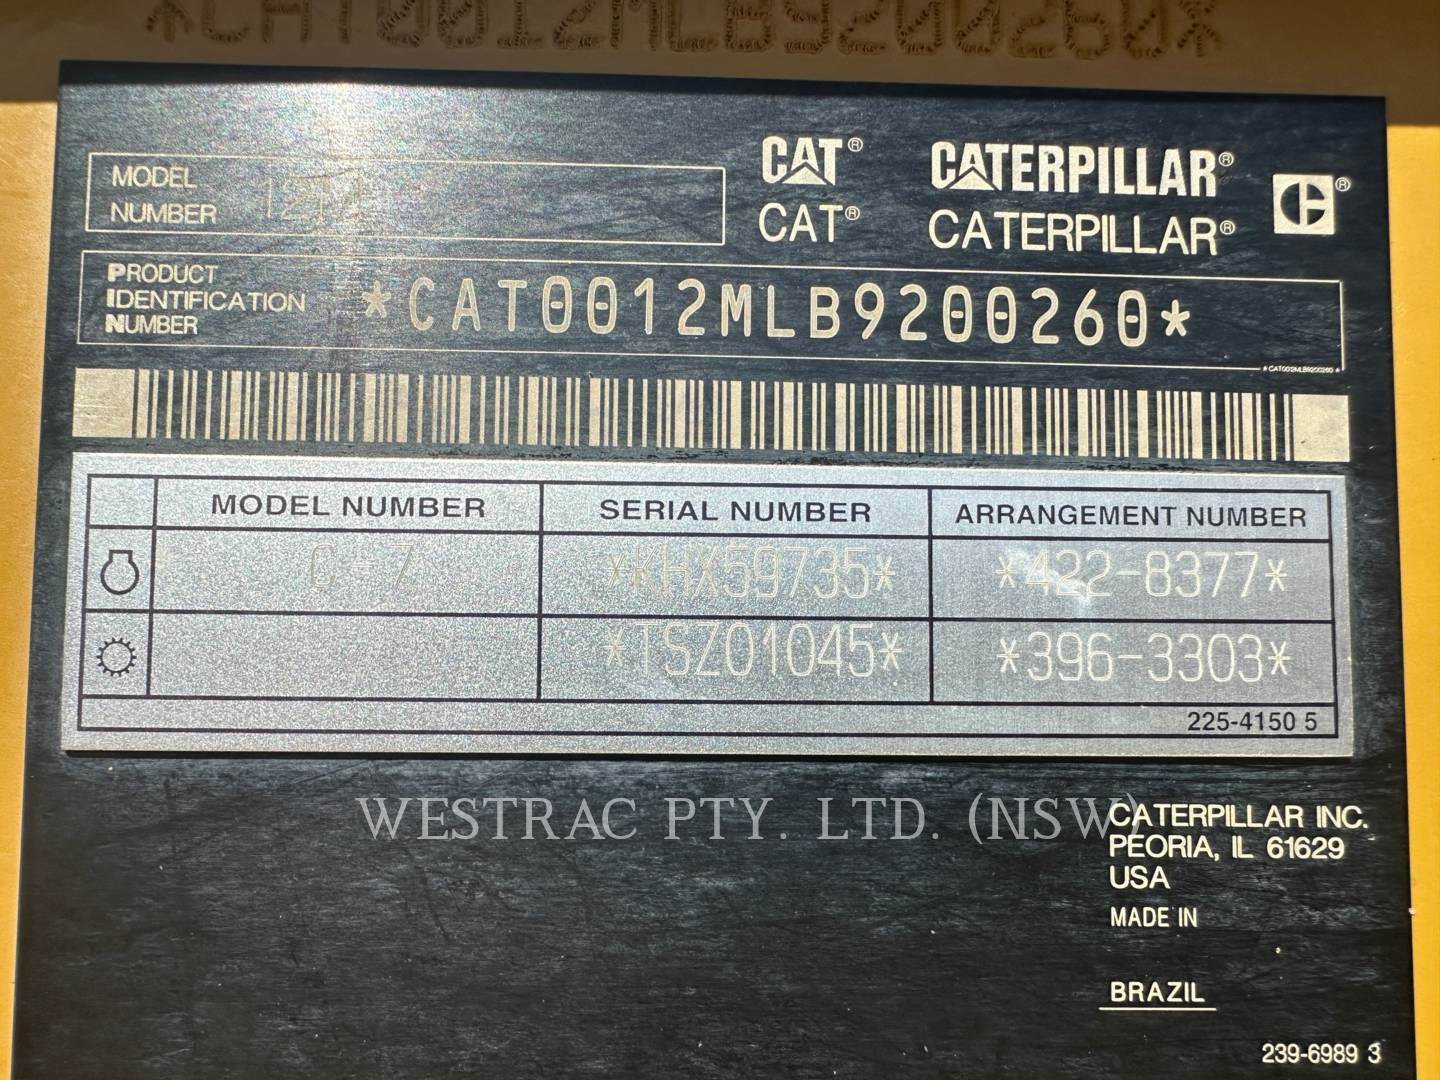 *CAT0012MLB9200260*
MODEL NUMBER 12M
CAT® CATERPILLAR®
CAT® CATERPILLAR®
PRODUCT IDENTIFICATION NUMBER *CAT0012MLB9200260*
*CAT0012MLB9200260*
MODEL NUMBER SERIAL NUMBER ARRANGEMENT NUMBER
C-7 *KHX59735* *422-8377*
*TSZ01045* *396-3303*
225-4150 5
WESTRAC PTY. LTD. (NSW)
CATERPILLAR INC.
PEORIA, IL 61629
USA
MADE IN
BRAZIL
239-6989 3